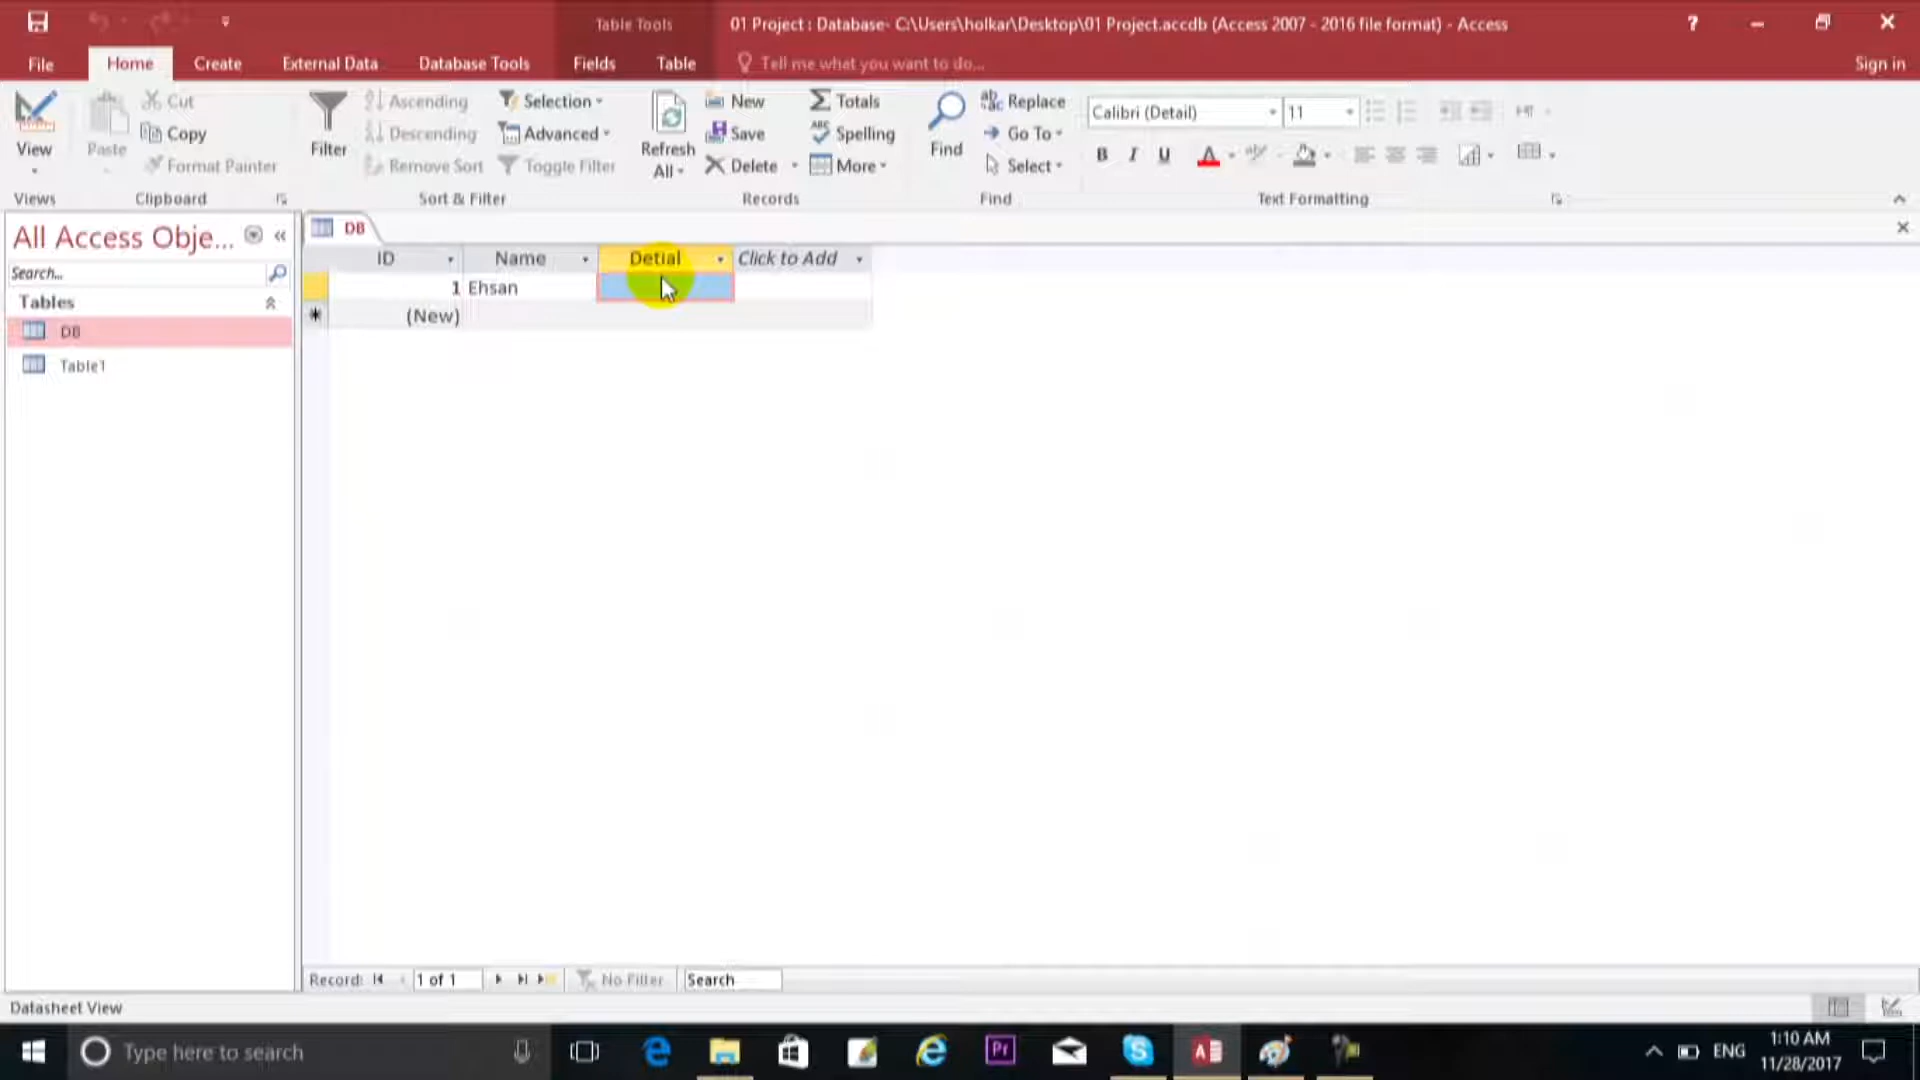 Table Tools
01 Project : Database- C:\Users\holkar\Desktop\01 Project.accdb (Access 2007 - 2016 file format) - Access
?
File
Home
Create
External Data
Database Tools
Fields
Table
Tell me what you want to do...
Sign in
View
Views
Paste
Cut
Copy
Format Painter
Clipboard
Filter
Ascending
Descending
Remove Sort
Selection
Advanced
Toggle Filter
Sort & Filter
Refresh
All
New
Save
Delete
Totals
Spelling
More
Records
Find
Replace
Go To
Select
Find
Calibri (Detail)
11
B I U A
Text Formatting
All Access Obje...
Search...
Tables
DB
Table1
DB
ID Name Detial Click to Add
1 Ehsan
(New)
Record: 1 of 1 No Filter Search
Datasheet View
Type here to search
Pr
ENG
1:10 AM
11/28/2017